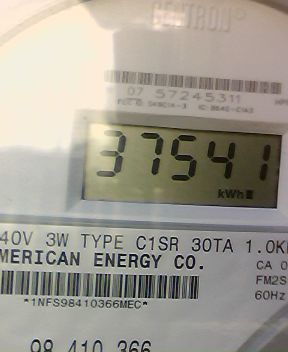 CENTRON®
07 57245311
37541
kWh
40V 3W TYPE C1SR 30TA 1.0K
MERICAN ENERGY CO.
CA 0
FM2S
60Hz
*1NFS98410366MEC*
98 410 366